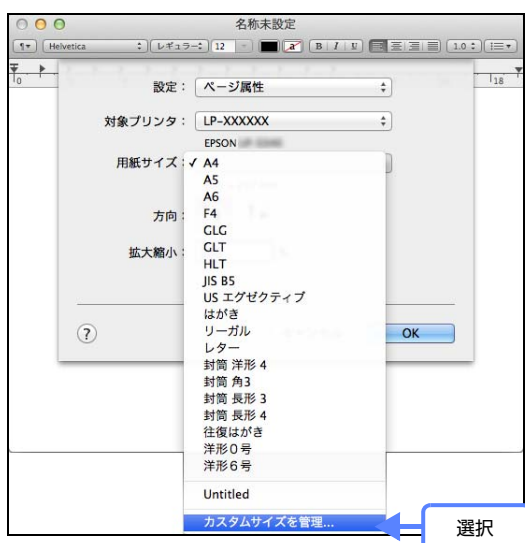 名称未設定
Helvetica レギュラー 12 a B I U 1.0
0 18
設定： ページ属性
対象プリンタ： LP-XXXXXX
EPSON
用紙サイズ： ✓ A4
A5
A6
方向： F4
GLG
拡大縮小： GLT
HLT
JIS B5
US エグゼクティブ
はがき
? リーガル OK
レター
封筒 洋形 4
封筒 角3
封筒 長形 3
封筒 長形 4
往復はがき
洋形０号
洋形６号
Untitled
カスタムサイズを管理...
選択